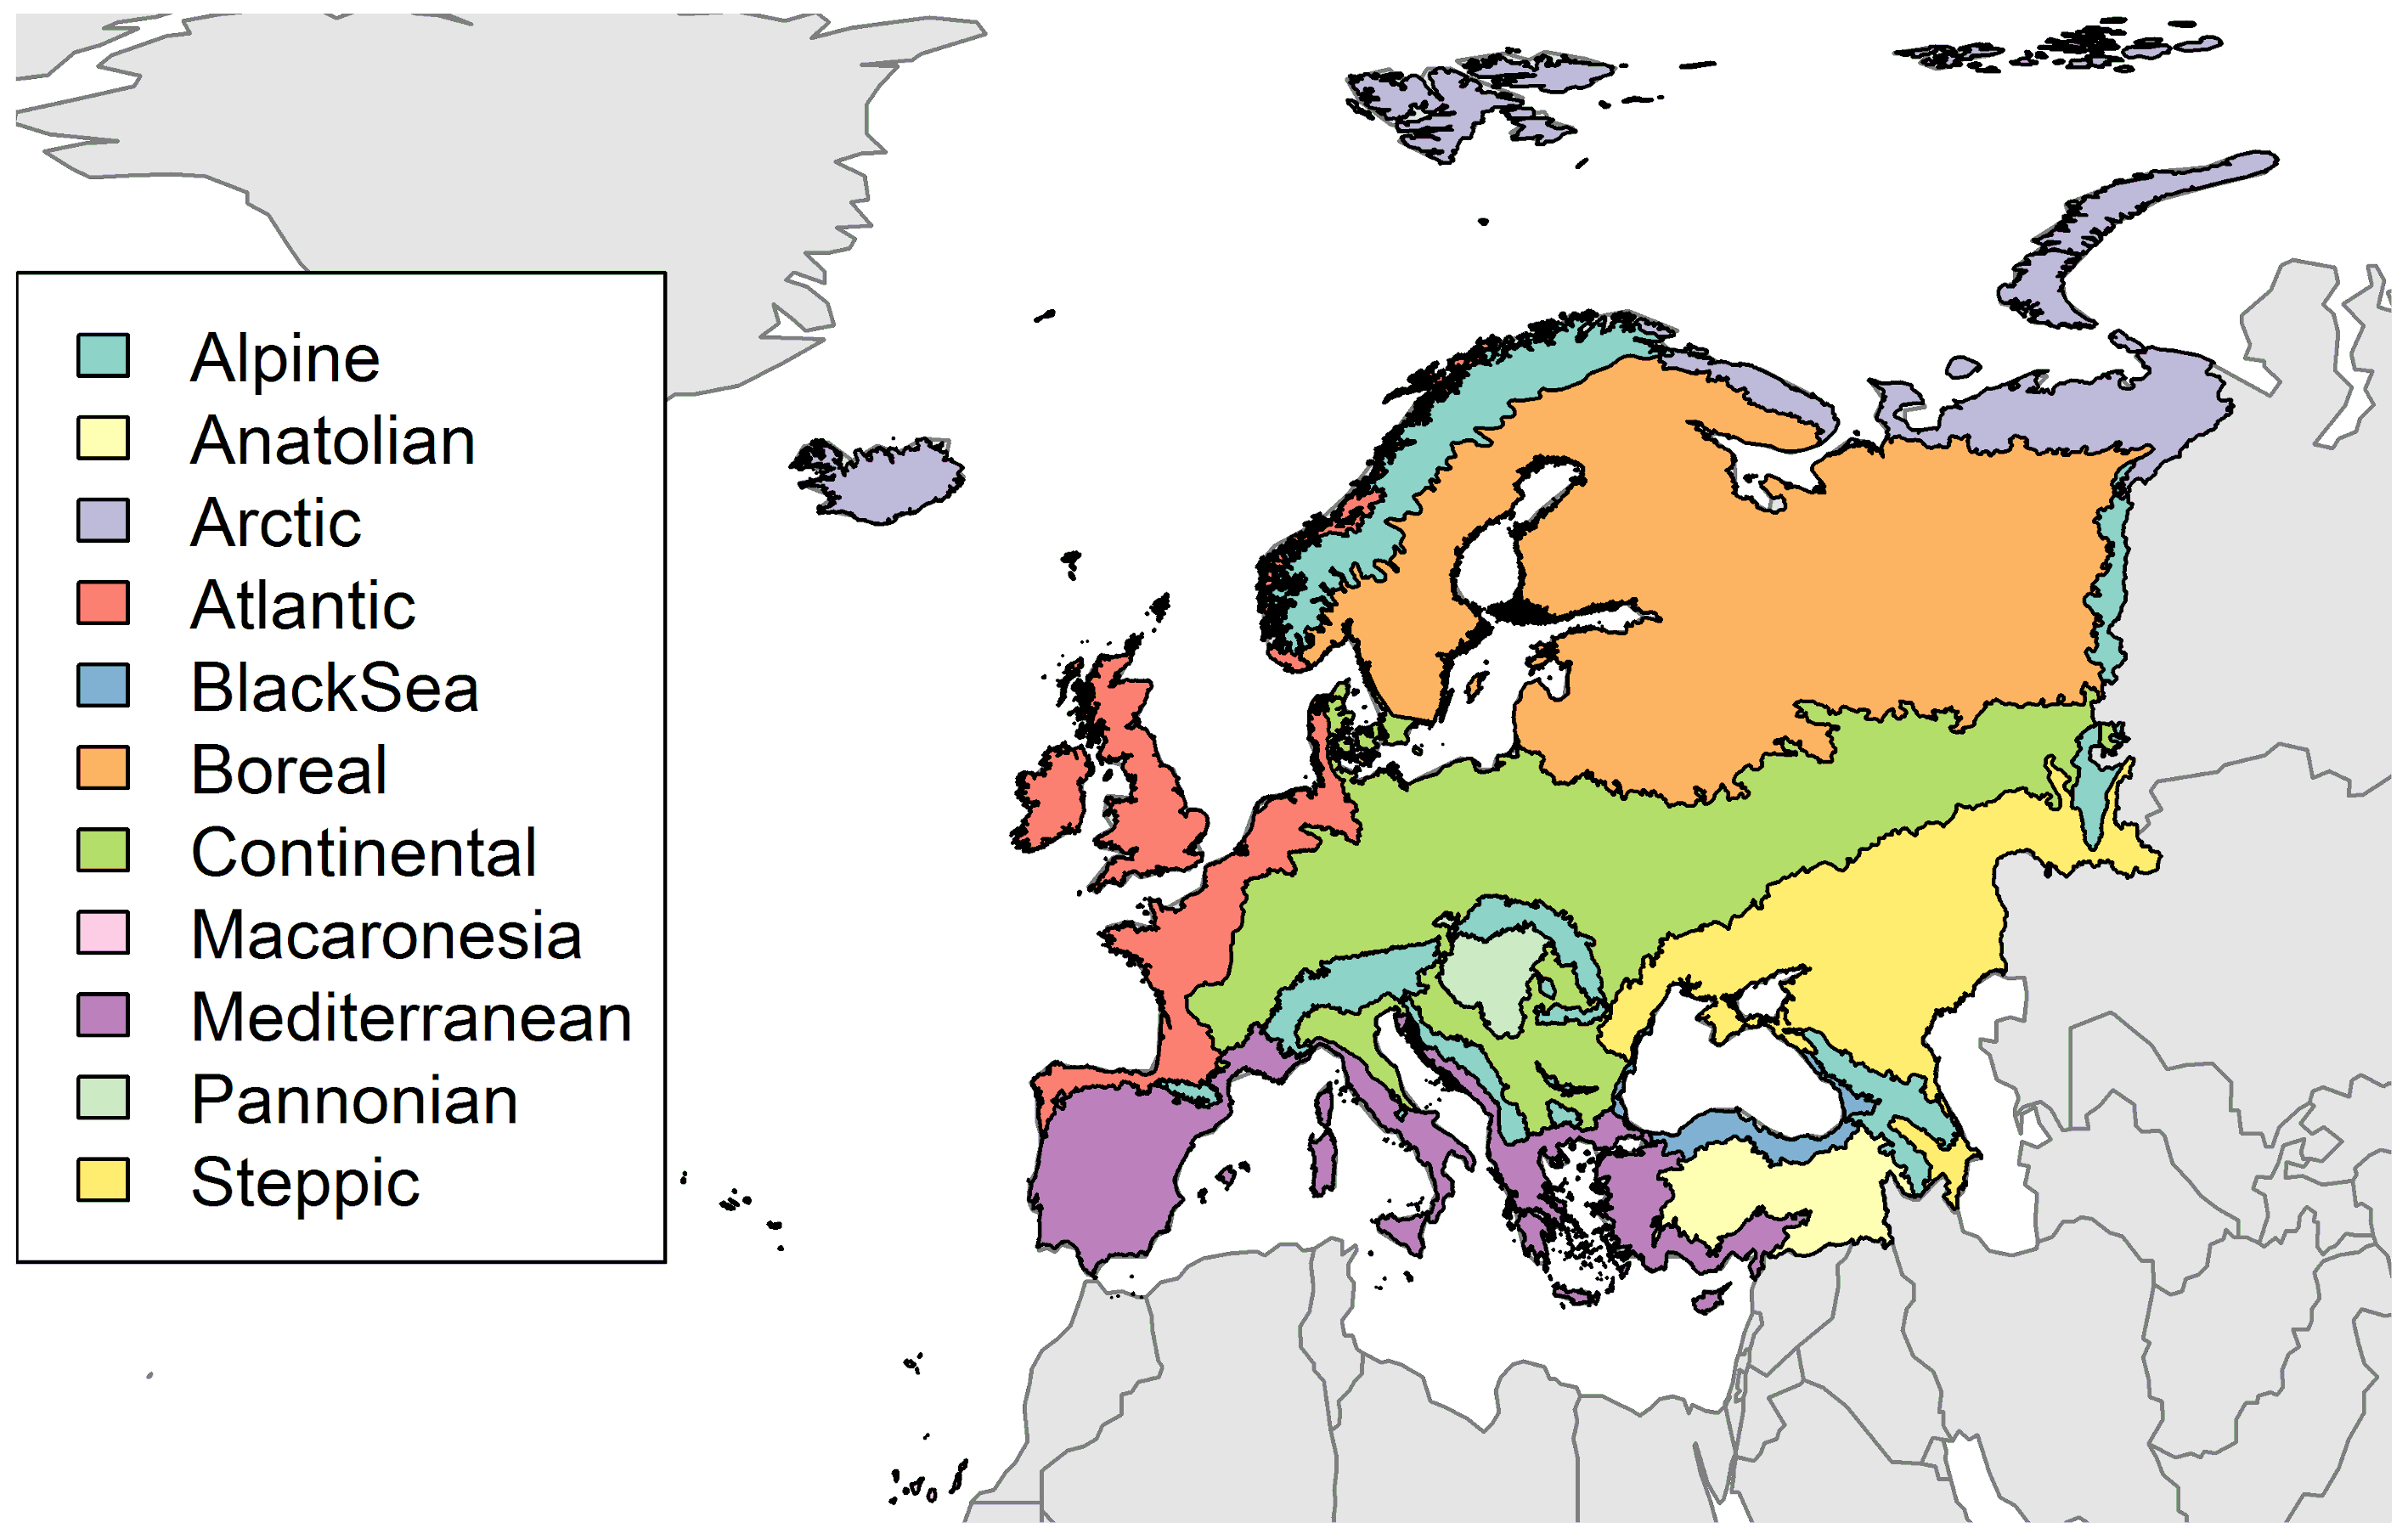 Alpine
Anatolian
Arctic
Atlantic
BlackSea
Boreal
Continental
Macaronesia
Mediterranean
Pannonian
Steppic